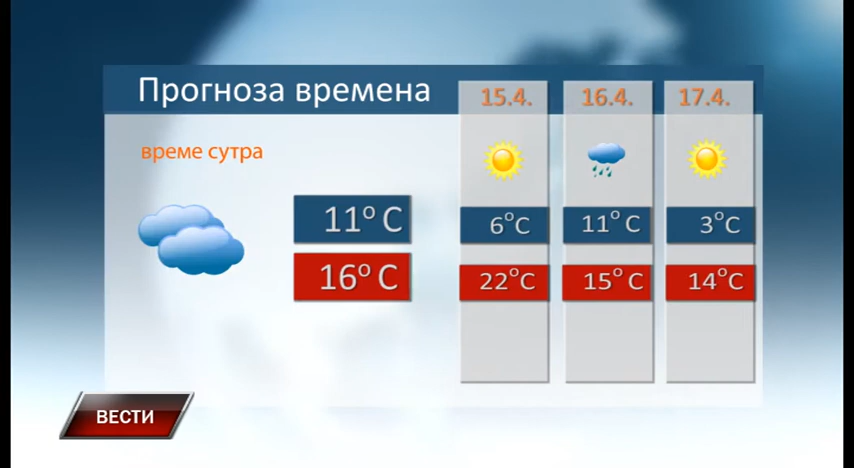 Прогноза времена
време сутра
11°C
16°C
15.4.
6°C
22°C
16.4.
11°C
15°C
17.4.
3°C
14°C
ВЕСТИ